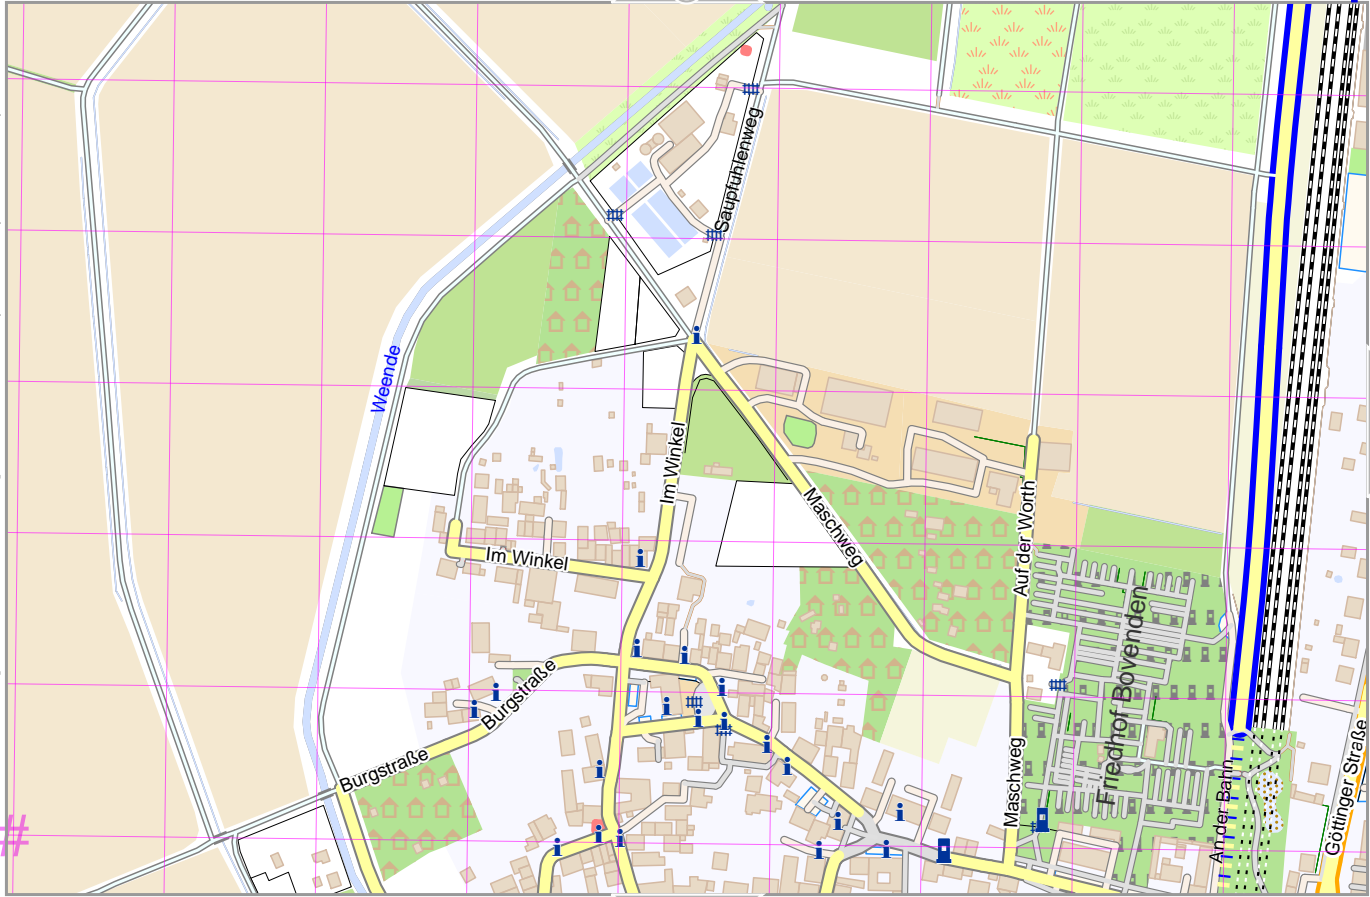 Saupfuhlenweg
Weende
Im Winkel
Maschweg
Auf der Worth
Im Winkel
Friedhof Bovenden
Burgstraße
Burgstraße
Maschweg
An der Bahn
Göttinger Straße
#